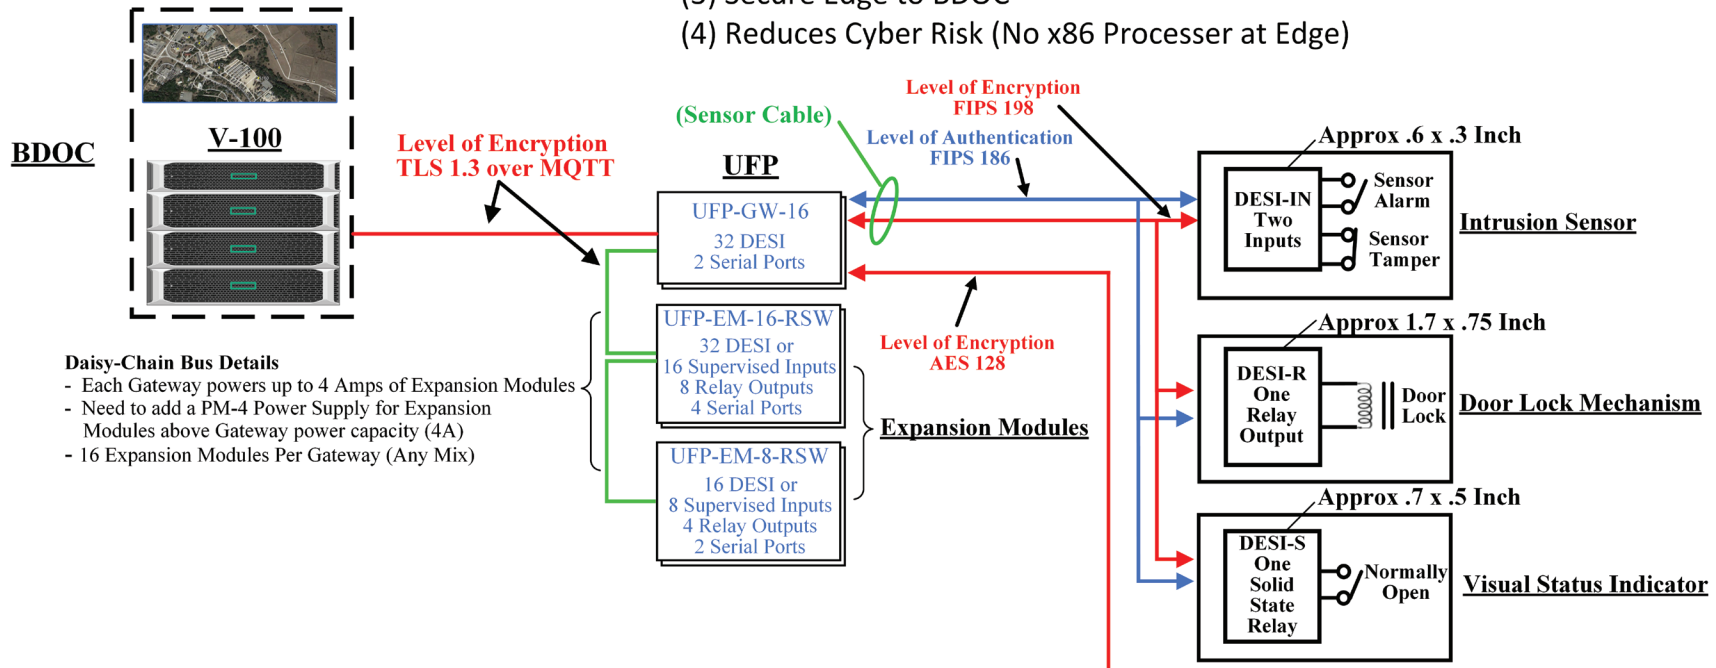 (3) Secure Edge to BDOC
(4) Reduces Cyber Risk (No x86 Processer at Edge)
BDOC
V-100
Level of Encryption
TLS 1.3 over MQTT
(Sensor Cable)
Level of Encryption
FIPS 198
Level of Authentication
FIPS 186
UFP
UFP-GW-16
32 DESI
2 Serial Ports
UFP-EM-16-RSW
32 DESI or
16 Supervised Inputs
8 Relay Outputs
4 Serial Ports
UFP-EM-8-RSW
16 DESI or
8 Supervised Inputs
4 Relay Outputs
2 Serial Ports
Expansion Modules
Level of Encryption
AES 128
Daisy-Chain Bus Details
- Each Gateway powers up to 4 Amps of Expansion Modules
- Need to add a PM-4 Power Supply for Expansion
Modules above Gateway power capacity (4A)
- 16 Expansion Modules Per Gateway (Any Mix)
Approx .6 x .3 Inch
DESI-IN
Two
Inputs
Sensor
Alarm
Sensor
Tamper
Intrusion Sensor
Approx 1.7 x .75 Inch
DESI-R
One
Relay
Output
Door
Lock
Door Lock Mechanism
Approx .7 x .5 Inch
DESI-S
One
Solid
State
Relay
Normally
Open
Visual Status Indicator